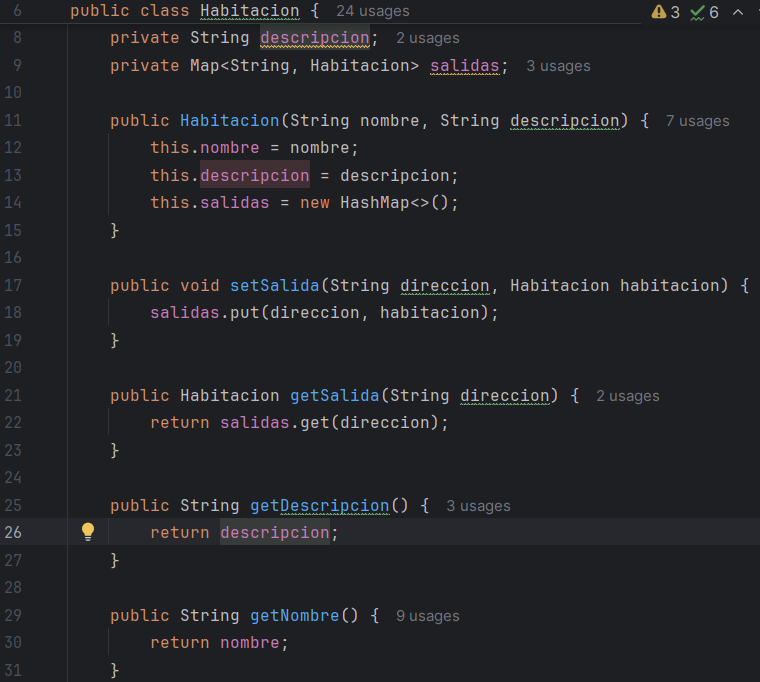 6 public class Habitacion { 24 usages 3 6
8 private String descripcion; 2 usages
9 private Map<String, Habitacion> salidas; 3 usages
10
11 public Habitacion(String nombre, String descripcion) { 7 usages
12 this.nombre = nombre;
13 this.descripcion = descripcion;
14 this.salidas = new HashMap<>();
15 }
16
17 public void setSalida(String direccion, Habitacion habitacion) {
18 salidas.put(direccion, habitacion);
19 }
20
21 public Habitacion getSalida(String direccion) { 2 usages
22 return salidas.get(direccion);
23 }
24
25 public String getDescripcion() { 3 usages
26 return descripcion;
27 }
28
29 public String getNombre() { 9 usages
30 return nombre;
31 }